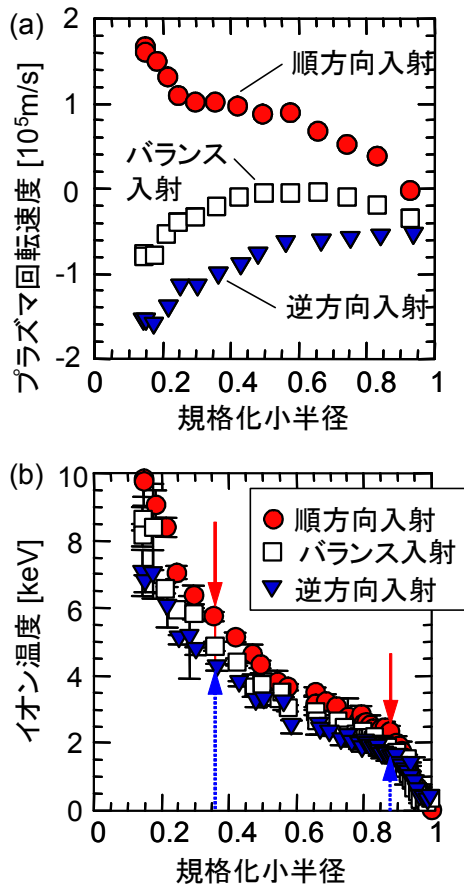 (a)
プラズマ回転速度 [10⁵m/s]
2
1
0
-1
-2
順方向入射
バランス
入射
逆方向入射
0
0.2
0.4
0.6
0.8
1
規格化小半径
(b)
イオン温度 [keV]
10
8
6
4
2
0
順方向入射
バランス入射
逆方向入射
0
0.2
0.4
0.6
0.8
1
規格化小半径